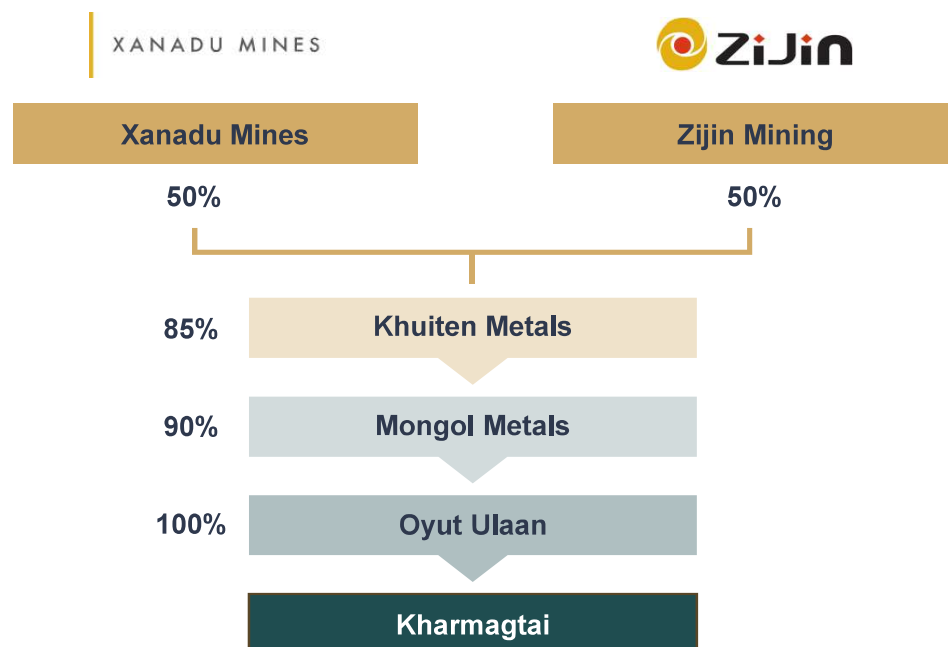 XANADU MINES
ZiJin
Xanadu Mines
Zijin Mining
50%
50%
85%
Khuiten Metals
90%
Mongol Metals
100%
Oyut Ulaan
Kharmagtai